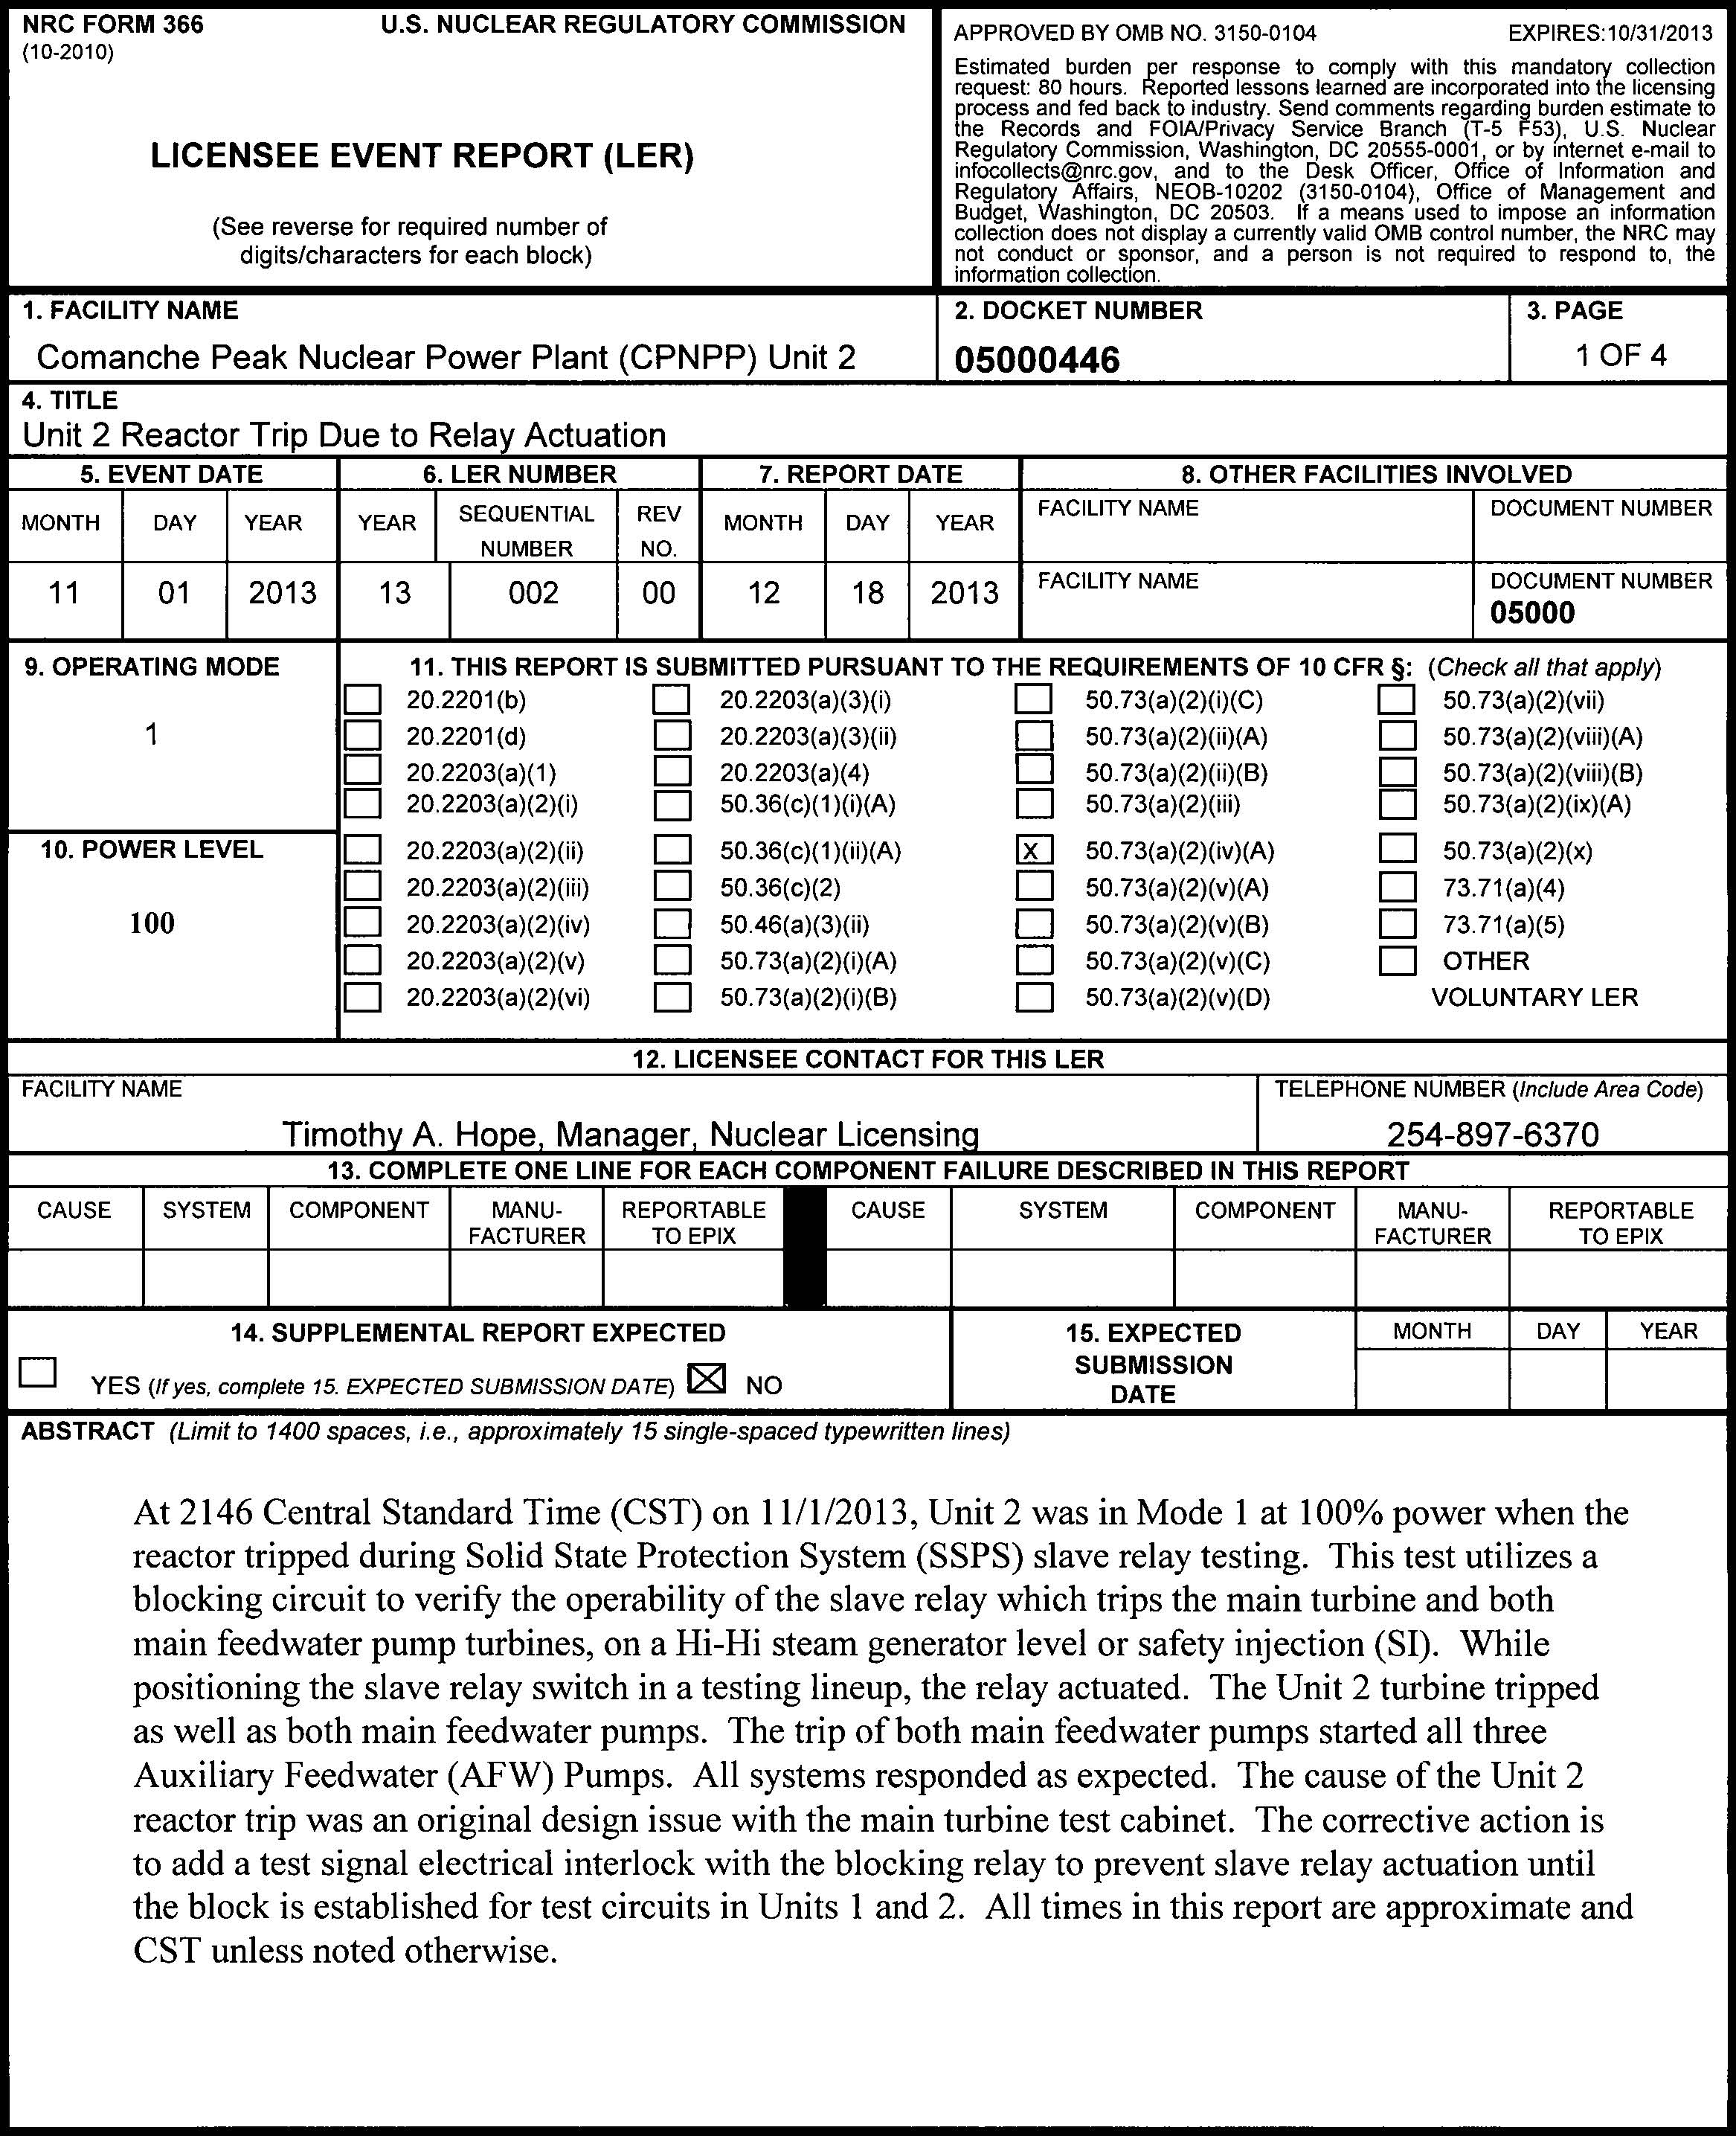 NRC FORM 366 U.S. NUCLEAR REGULATORY COMMISSION
(10-2010)
LICENSEE EVENT REPORT (LER)
(See reverse for required number of
digits/characters for each block)
APPROVED BY OMB NO. 3150-0104 EXPIRES:10/31/2013
Estimated burden per response to comply with this mandatory collection
request: 80 hours. Reported lessons learned are incorporated into the licensing
process and fed back to industry. Send comments regarding burden estimate to
the Records and FOIA/Privacy Service Branch (T-5 F53), U.S. Nuclear
Regulatory Commission, Washington, DC 20555-0001, or by internet e-mail to
infocollects@nrc.gov, and to the Desk Officer, Office of Information and
Regulatory Affairs, NEOB-10202 (3150-0104), Office of Management and
Budget, Washington, DC 20503. If a means used to impose an information
collection does not display a currently valid OMB control number, the NRC may
not conduct or sponsor, and a person is not required to respond to, the
information collection.
1. FACILITY NAME 2. DOCKET NUMBER 3. PAGE
Comanche Peak Nuclear Power Plant (CPNPP) Unit 2 05000446 1 OF 4
4. TITLE
Unit 2 Reactor Trip Due to Relay Actuation
5. EVENT DATE 6. LER NUMBER 7. REPORT DATE 8. OTHER FACILITIES INVOLVED
MONTH DAY YEAR YEAR SEQUENTIAL NUMBER REV NO. MONTH DAY YEAR FACILITY NAME DOCUMENT NUMBER
11 01 2013 13 002 00 12 18 2013 FACILITY NAME DOCUMENT NUMBER
05000
9. OPERATING MODE 11. THIS REPORT IS SUBMITTED PURSUANT TO THE REQUIREMENTS OF 10 CFR §: (Check all that apply)
1
20.2201(b) 20.2203(a)(3)(i) 50.73(a)(2)(i)(C) 50.73(a)(2)(vii)
20.2201(d) 20.2203(a)(3)(ii) 50.73(a)(2)(ii)(A) 50.73(a)(2)(viii)(A)
20.2203(a)(1) 20.2203(a)(4) 50.73(a)(2)(ii)(B) 50.73(a)(2)(viii)(B)
20.2203(a)(2)(i) 50.36(c)(1)(i)(A) 50.73(a)(2)(iii) 50.73(a)(2)(ix)(A)
10. POWER LEVEL
100
20.2203(a)(2)(ii) 50.36(c)(1)(ii)(A) X 50.73(a)(2)(iv)(A) 50.73(a)(2)(x)
20.2203(a)(2)(iii) 50.36(c)(2) 50.73(a)(2)(v)(A) 73.71(a)(4)
20.2203(a)(2)(iv) 50.46(a)(3)(ii) 50.73(a)(2)(v)(B) 73.71(a)(5)
20.2203(a)(2)(v) 50.73(a)(2)(i)(A) 50.73(a)(2)(v)(C) OTHER
20.2203(a)(2)(vi) 50.73(a)(2)(i)(B) 50.73(a)(2)(v)(D) VOLUNTARY LER
12. LICENSEE CONTACT FOR THIS LER
FACILITY NAME TELEPHONE NUMBER (Include Area Code)
Timothy A. Hope, Manager, Nuclear Licensing 254-897-6370
13. COMPLETE ONE LINE FOR EACH COMPONENT FAILURE DESCRIBED IN THIS REPORT
CAUSE SYSTEM COMPONENT MANU-FACTURER REPORTABLE TO EPIX CAUSE SYSTEM COMPONENT MANU-FACTURER REPORTABLE TO EPIX
14. SUPPLEMENTAL REPORT EXPECTED 15. EXPECTED SUBMISSION DATE MONTH DAY YEAR
YES (If yes, complete 15. EXPECTED SUBMISSION DATE) X NO
ABSTRACT (Limit to 1400 spaces, i.e., approximately 15 single-spaced typewritten lines)
At 2146 Central Standard Time (CST) on 11/1/2013, Unit 2 was in Mode 1 at 100% power when the
reactor tripped during Solid State Protection System (SSPS) slave relay testing. This test utilizes a
blocking circuit to verify the operability of the slave relay which trips the main turbine and both
main feedwater pump turbines, on a Hi-Hi steam generator level or safety injection (SI). While
positioning the slave relay switch in a testing lineup, the relay actuated. The Unit 2 turbine tripped
as well as both main feedwater pumps. The trip of both main feedwater pumps started all three
Auxiliary Feedwater (AFW) Pumps. All systems responded as expected. The cause of the Unit 2
reactor trip was an original design issue with the main turbine test cabinet. The corrective action is
to add a test signal electrical interlock with the blocking relay to prevent slave relay actuation until
the block is established for test circuits in Units 1 and 2. All times in this report are approximate and
CST unless noted otherwise.